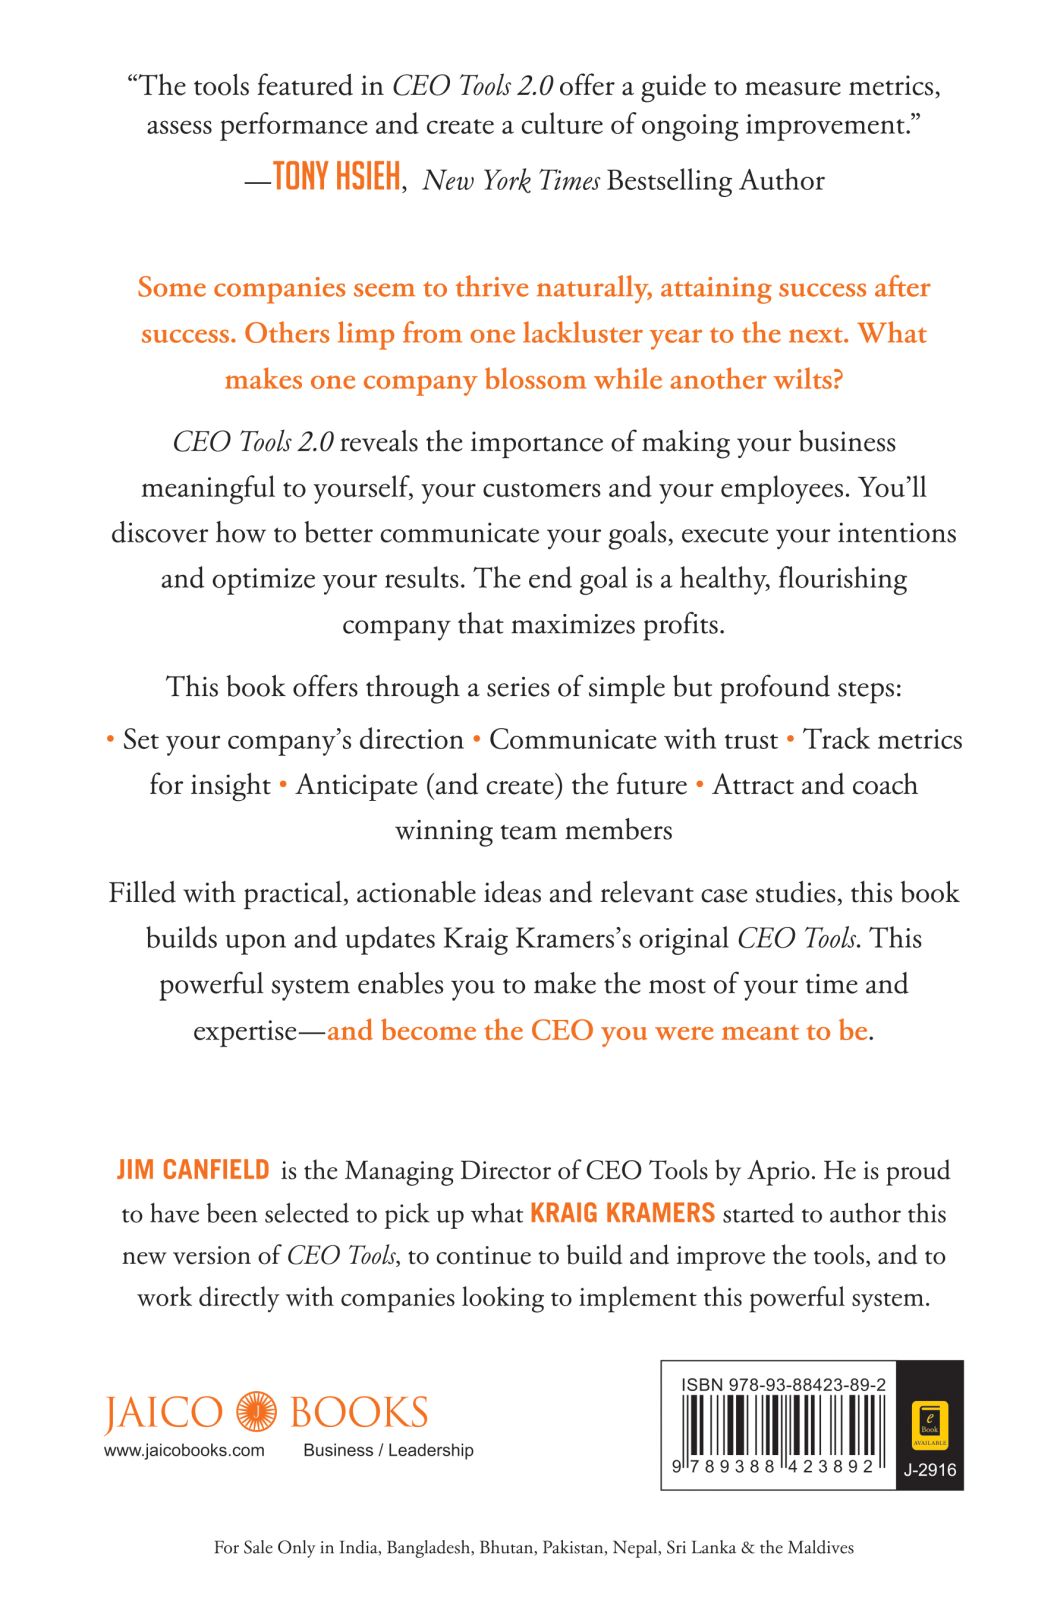 “The tools featured in CEO Tools 2.0 offer a guide to measure metrics,
assess performance and create a culture of ongoing improvement.”
—TONY HSIEH, New York Times Bestselling Author
Some companies seem to thrive naturally, attaining success after
success. Others limp from one lackluster year to the next. What
makes one company blossom while another wilts?
CEO Tools 2.0 reveals the importance of making your business
meaningful to yourself, your customers and your employees. You’ll
discover how to better communicate your goals, execute your intentions
and optimize your results. The end goal is a healthy, flourishing
company that maximizes profits.
This book offers through a series of simple but profound steps:
• Set your company’s direction • Communicate with trust • Track metrics
for insight • Anticipate (and create) the future • Attract and coach
winning team members
Filled with practical, actionable ideas and relevant case studies, this book
builds upon and updates Kraig Kramers’s original CEO Tools. This
powerful system enables you to make the most of your time and
expertise—and become the CEO you were meant to be.
JIM CANFIELD is the Managing Director of CEO Tools by Aprio. He is proud
to have been selected to pick up what KRAIG KRAMERS started to author this
new version of CEO Tools, to continue to build and improve the tools, and to
work directly with companies looking to implement this powerful system.
JAICO J BOOKS
www.jaicobooks.com Business / Leadership
ISBN 978-93-88423-89-2
9 789388 423892
e
Book
AVAILABLE
J-2916
For Sale Only in India, Bangladesh, Bhutan, Pakistan, Nepal, Sri Lanka & the Maldives